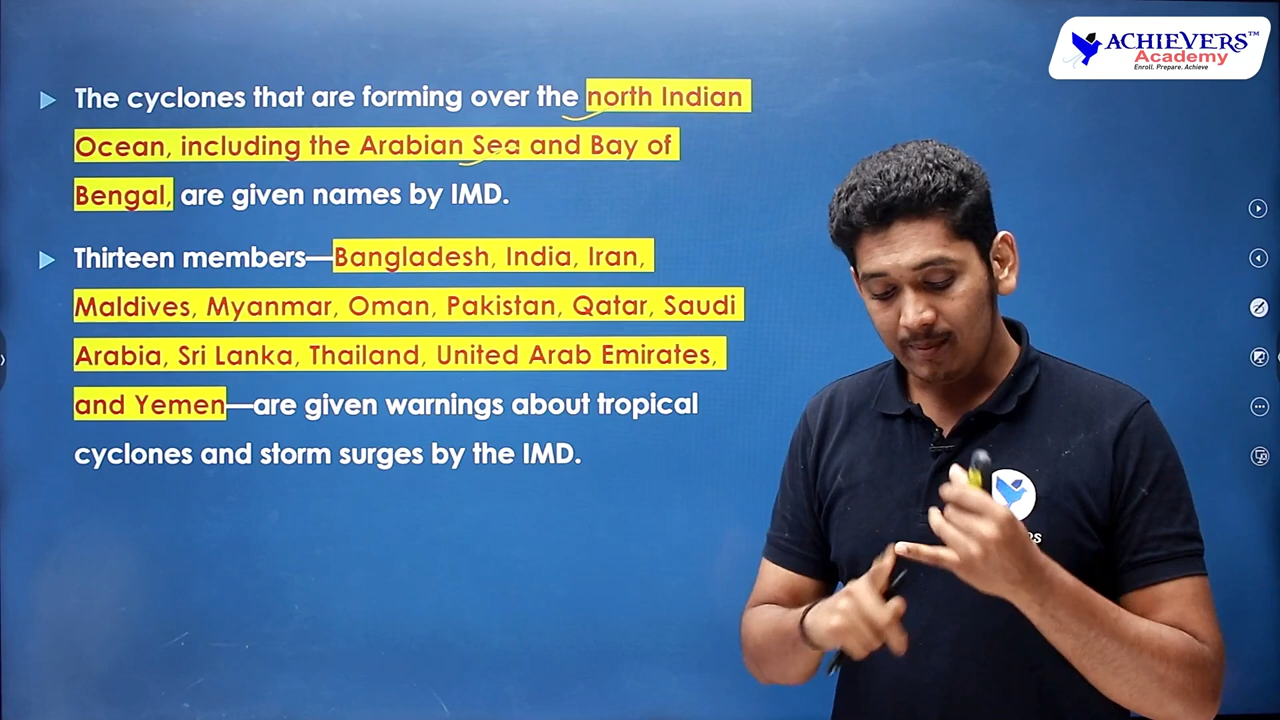 ACHIEVERS™
Academy
Enroll. Prepare. Achieve
The cyclones that are forming over the north Indian
Ocean, including the Arabian Sea and Bay of
Bengal, are given names by IMD.
Thirteen members—Bangladesh, India, Iran,
Maldives, Myanmar, Oman, Pakistan, Qatar, Saudi
Arabia, Sri Lanka, Thailand, United Arab Emirates,
and Yemen—are given warnings about tropical
cyclones and storm surges by the IMD.